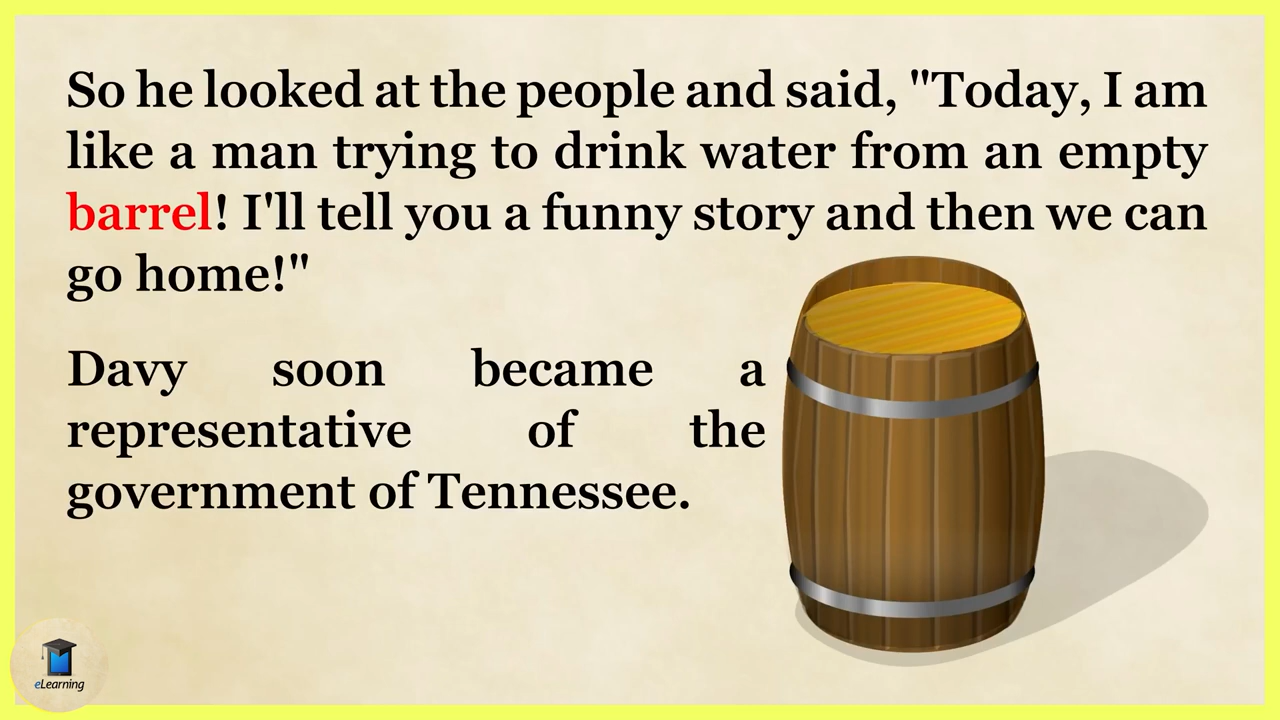 So he looked at the people and said, "Today, I am
like a man trying to drink water from an empty
barrel! I'll tell you a funny story and then we can
go home!"
Davy soon became a
representative of the
government of Tennessee.
eLearning